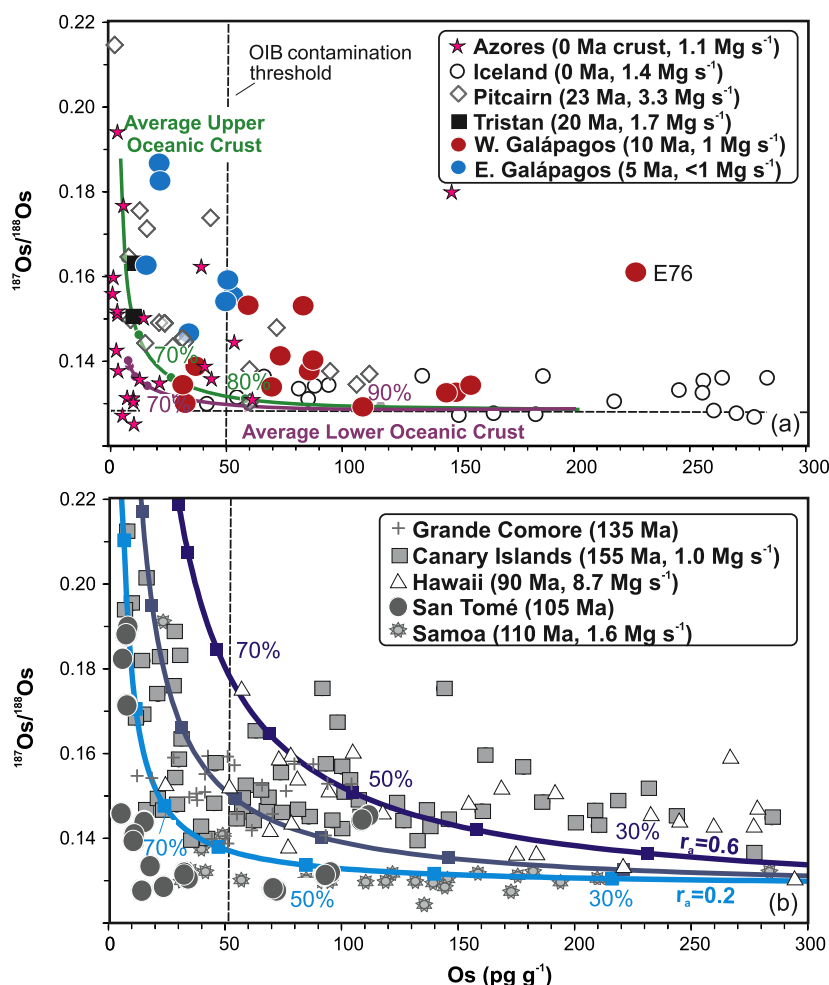 0.22
0.20
0.18
0.16
0.14
¹⁸⁷Os/¹⁸⁸Os
OIB contamination
threshold
Average Upper
Oceanic Crust
Azores (0 Ma crust, 1.1 Mg s⁻¹)
Iceland (0 Ma, 1.4 Mg s⁻¹)
Pitcairn (23 Ma, 3.3 Mg s⁻¹)
Tristan (20 Ma, 1.7 Mg s⁻¹)
W. Galápagos (10 Ma, 1 Mg s⁻¹)
E. Galápagos (5 Ma, <1 Mg s⁻¹)
E76
70%
80%
90%
70%
Average Lower Oceanic Crust
(a)
0 50 100 150 200 250 300
0.22
0.20
0.18
0.16
0.14
¹⁸⁷Os/¹⁸⁸Os
Grande Comore (135 Ma)
Canary Islands (155 Ma, 1.0 Mg s⁻¹)
Hawaii (90 Ma, 8.7 Mg s⁻¹)
San Tomé (105 Ma)
Samoa (110 Ma, 1.6 Mg s⁻¹)
70%
50%
30%
rₐ=0.6
70%
50%
30%
rₐ=0.2
(b)
0 50 100 150 200 250 300
Os (pg g⁻¹)